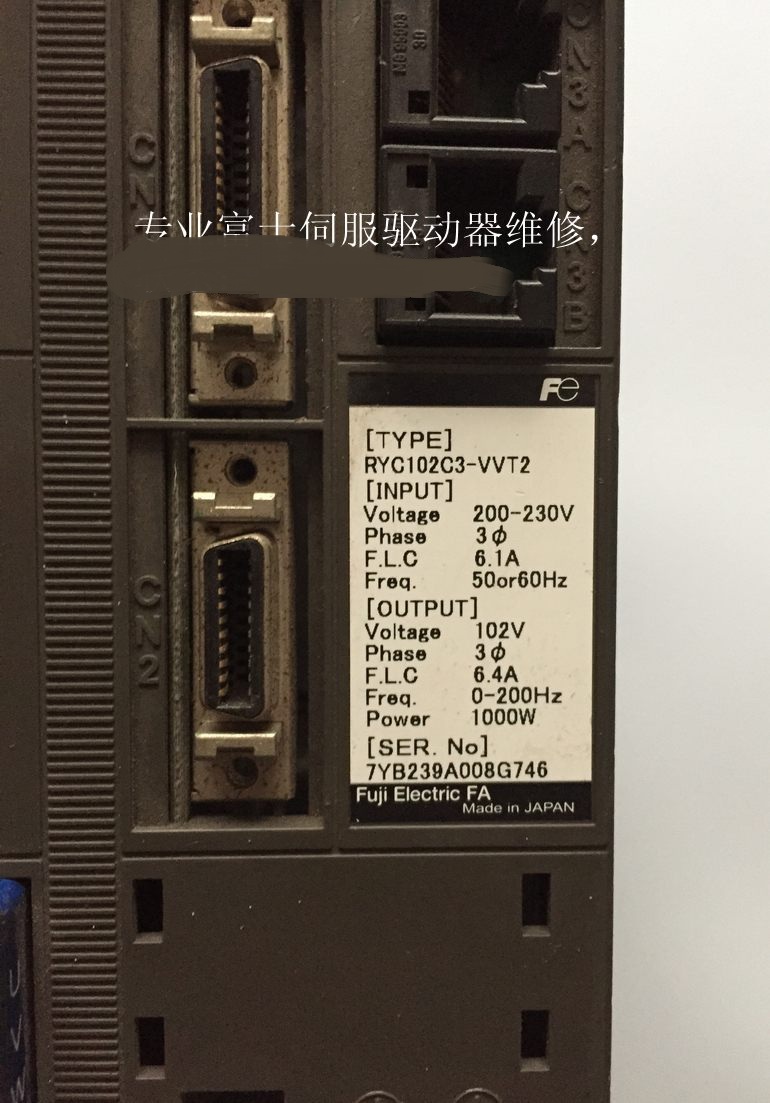 CN3A
CN3B
专业富士伺服驱动器维修，
CN2
Fe
[TYPE]
RYC102C3-VVT2
[INPUT]
Voltage 200-230V
Phase 3ϕ
F.L.C 6.1A
Freq. 50or60Hz
[OUTPUT]
Voltage 102V
Phase 3ϕ
F.L.C 6.4A
Freq. 0-200Hz
Power 1000W
[SER. No]
7YB239A008G746
Fuji Electric FA
Made in JAPAN
U
V
W